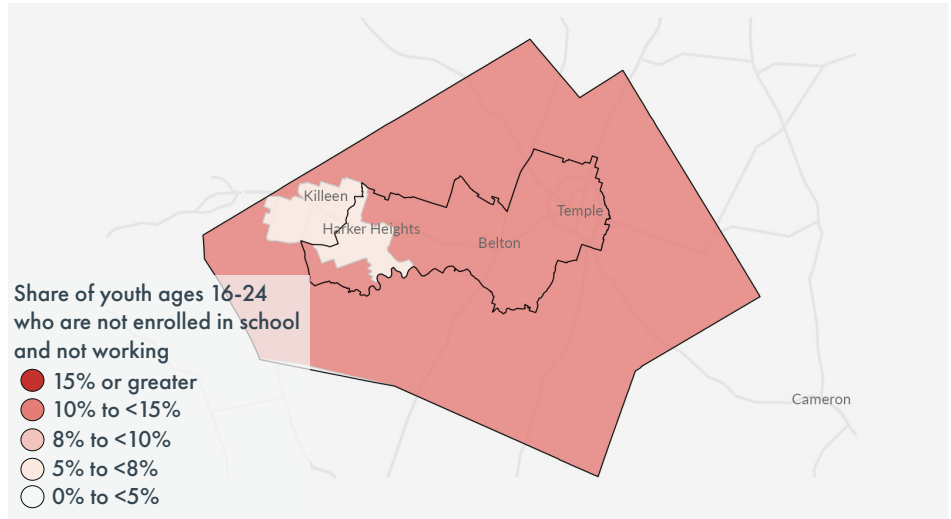 Killeen
Temple
Harker Heights
Belton
Share of youth ages 16-24
who are not enrolled in school
and not working
15% or greater
10% to <15%
8% to <10%
5% to <8%
0% to <5%
Cameron